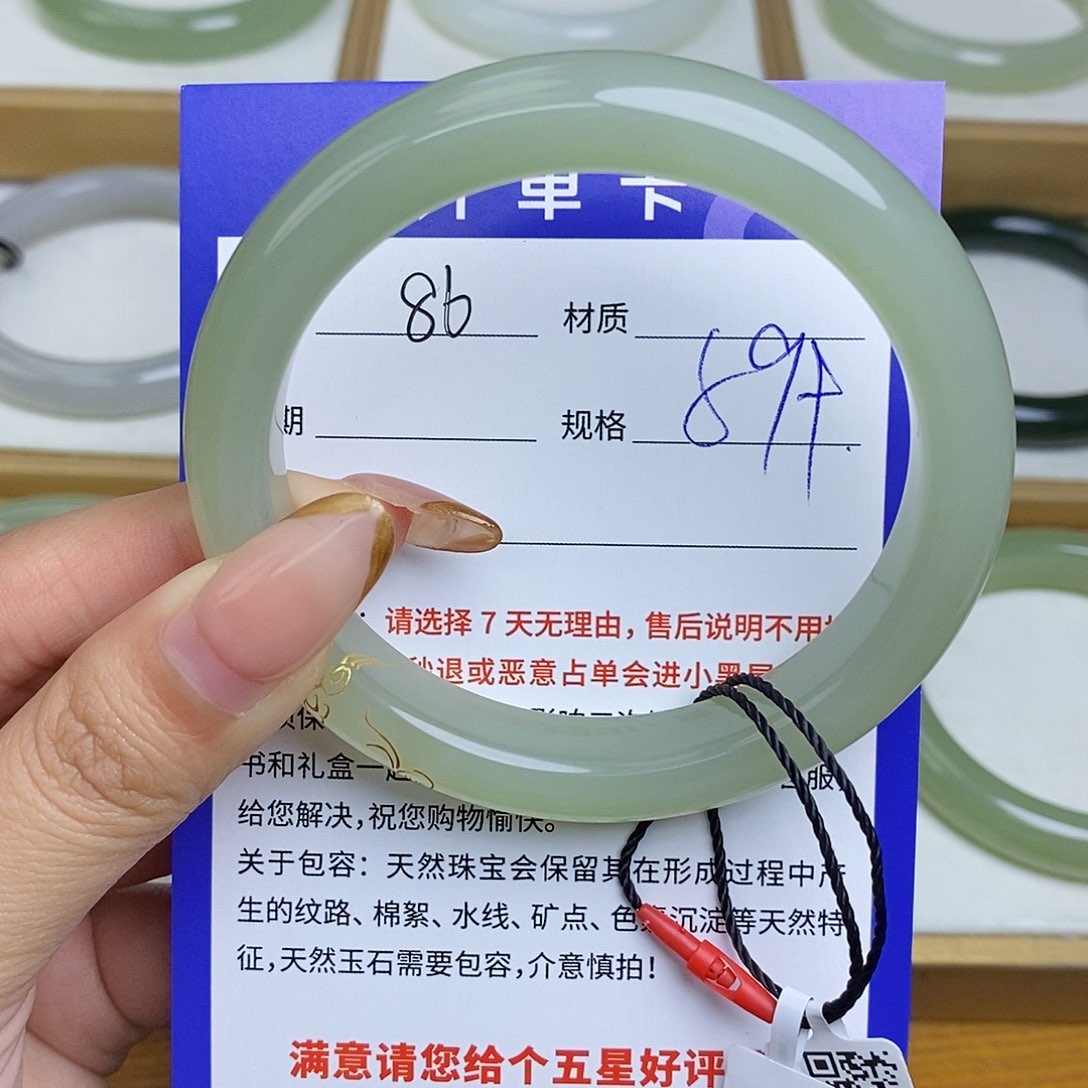 单卡
86 材质
期 规格 89件
请选择7天无理由,售后说明不用
秒退或恶意占单会进小黑屋
书和礼盒一起
服
给您解决,祝您购物愉快。
关于包容:天然珠宝会保留其在形成过程中产
生的纹路、棉絮、水线、矿点、色素沉淀等天然特
征,天然玉石需要包容,介意慎拍!
满意请您给个五星好评